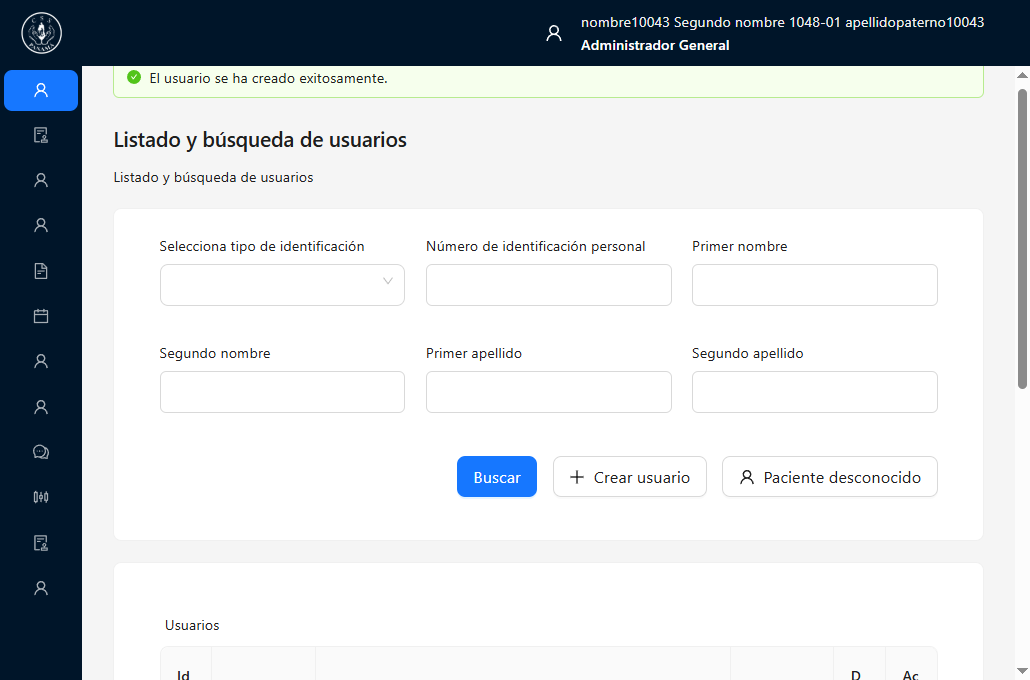 CSS
PANAMÁ
nombre10043 Segundo nombre 1048-01 apellidopaterno10043
Administrador General
El usuario se ha creado exitosamente.
Listado y búsqueda de usuarios
Listado y búsqueda de usuarios
Selecciona tipo de identificación
Número de identificación personal
Primer nombre
Segundo nombre
Primer apellido
Segundo apellido
Buscar
Crear usuario
Paciente desconocido
Usuarios
Id
D
Ac